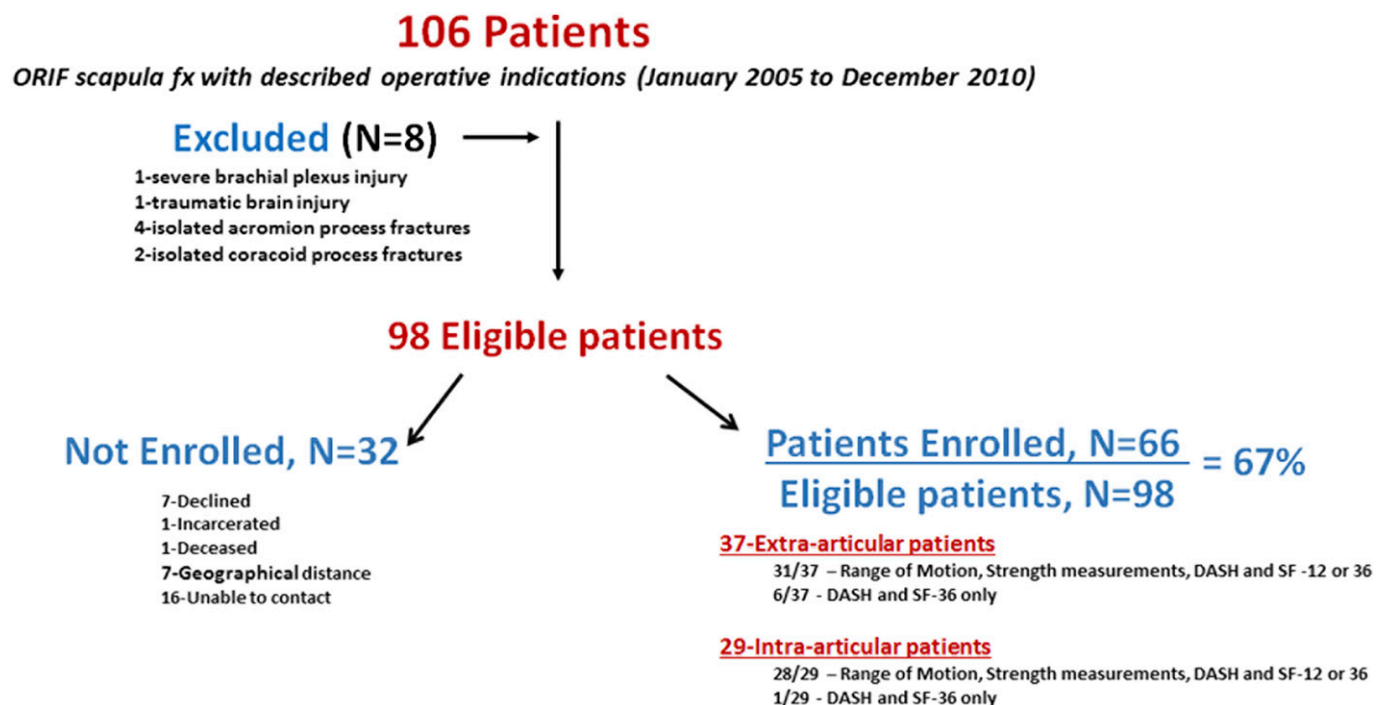 106 Patients
ORIF scapula fx with described operative indications (January 2005 to December 2010)
Excluded (N=8)
1-severe brachial plexus injury
1-traumatic brain injury
4-isolated acromion process fractures
2-isolated coracoid process fractures
98 Eligible patients
Not Enrolled, N=32
7-Declined
1-Incarcerated
1-Deceased
7-Geographical distance
16-Unable to contact
Patients Enrolled, N=66
= 67%
Eligible patients, N=98
37-Extra-articular patients
31/37 – Range of Motion, Strength measurements, DASH and SF -12 or 36
6/37 - DASH and SF-36 only
29-Intra-articular patients
28/29 – Range of Motion, Strength measurements, DASH and SF-12 or 36
1/29 - DASH and SF-36 only